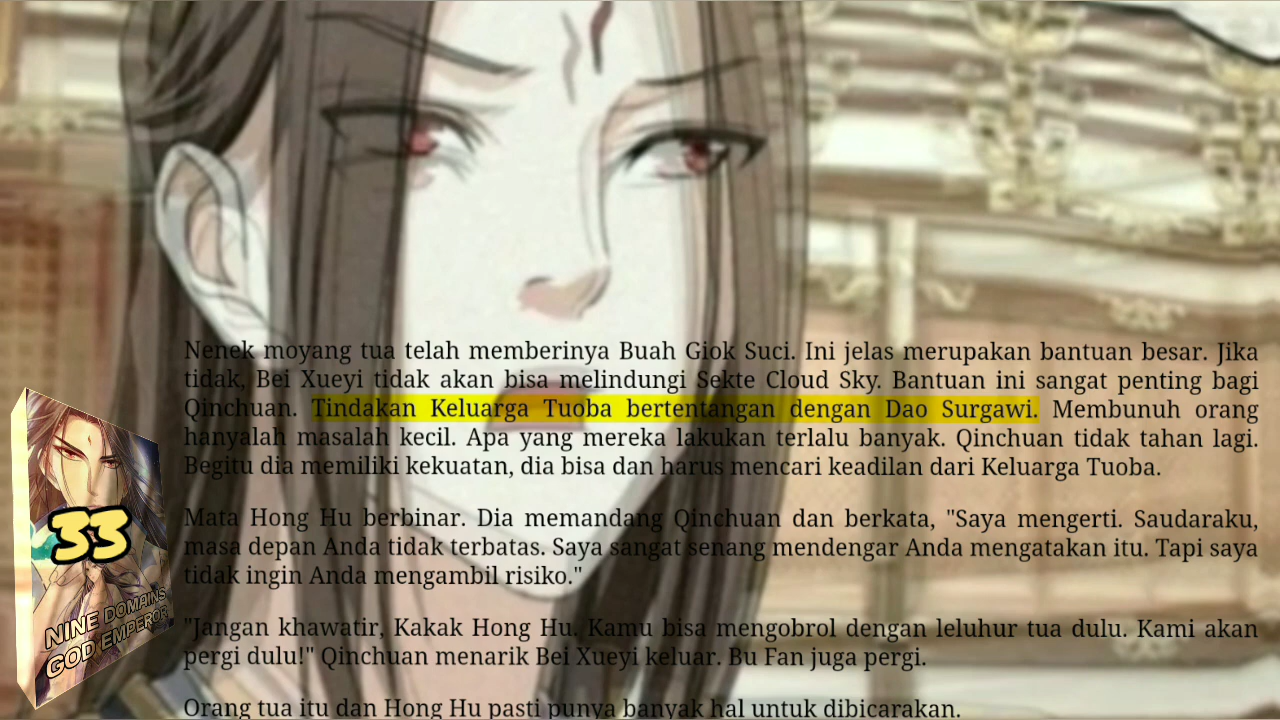 Nenek moyang tua telah memberinya Buah Giok Suci. Ini jelas merupakan bantuan besar. Jika
tidak, Bei Xueyi tidak akan bisa melindungi Sekte Cloud Sky. Bantuan ini sangat penting bagi
Qinchuan. Tindakan Keluarga Tuoba bertentangan dengan Dao Surgawi. Membunuh orang
hanyalah masalah kecil. Apa yang mereka lakukan terlalu banyak. Qinchuan tidak tahan lagi.
Begitu dia memiliki kekuatan, dia bisa dan harus mencari keadilan dari Keluarga Tuoba.
Mata Hong Hu berbinar. Dia memandang Qinchuan dan berkata, "Saya mengerti. Saudaraku,
masa depan Anda tidak terbatas. Saya sangat senang mendengar Anda mengatakan itu. Tapi saya
tidak ingin Anda mengambil risiko."
"Jangan khawatir, Kakak Hong Hu. Kamu bisa mengobrol dengan leluhur tua dulu. Kami akan
pergi dulu!" Qinchuan menarik Bei Xueyi keluar. Bu Fan juga pergi.
Orang tua itu dan Hong Hu pasti punya banyak hal untuk dibicarakan.
33
NINE DOMAINS
GOD EMPEROR